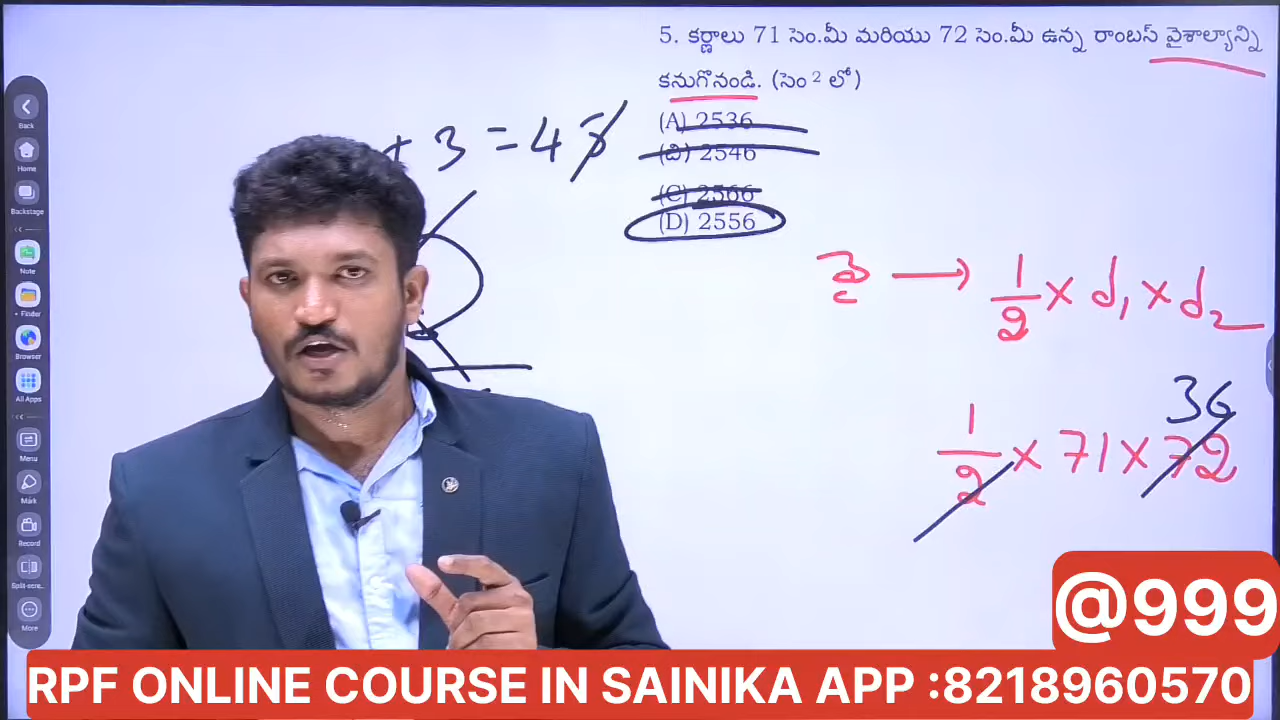 5. కర్ణాలు 71 సెం.మీ మరియు 72 సెం.మీ ఉన్న రాంబస్ వైశాల్యాన్ని
కనుగొనండి. (సెం ² లో)
(A) 2536
(B) 2546
(C) 2566
(D) 2556
+ 3 = 4
వై → 1/2 × d₁ × d₂
36
1/2 × 71 × 72
Back
Home
Backstage
Note
Finder
Browser
All Apps
Menu
Mark
Record
Split-scre..
More
@999
RPF ONLINE COURSE IN SAINIKA APP :8218960570